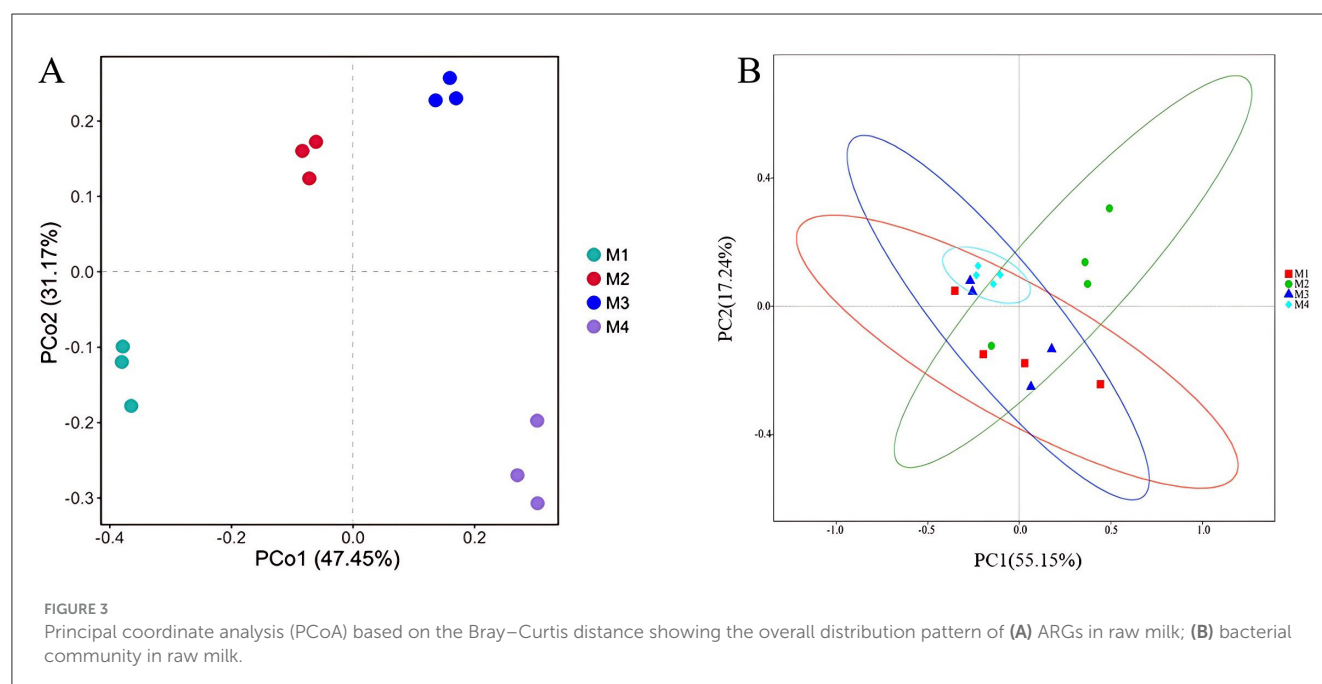 A
PCo2 (31.17%)
0.2
0.1
0.0
-0.1
-0.2
-0.3
-0.4
-0.2
0.0
0.2
PCo1 (47.45%)
M1
M2
M3
M4
B
PC2(17.24%)
0.4
0.0
-0.4
-1.0
-0.5
0.0
0.5
1.0
PC1(55.15%)
M1
M2
M3
M4
FIGURE 3
Principal coordinate analysis (PCoA) based on the Bray–Curtis distance showing the overall distribution pattern of (A) ARGs in raw milk; (B) bacterial
community in raw milk.